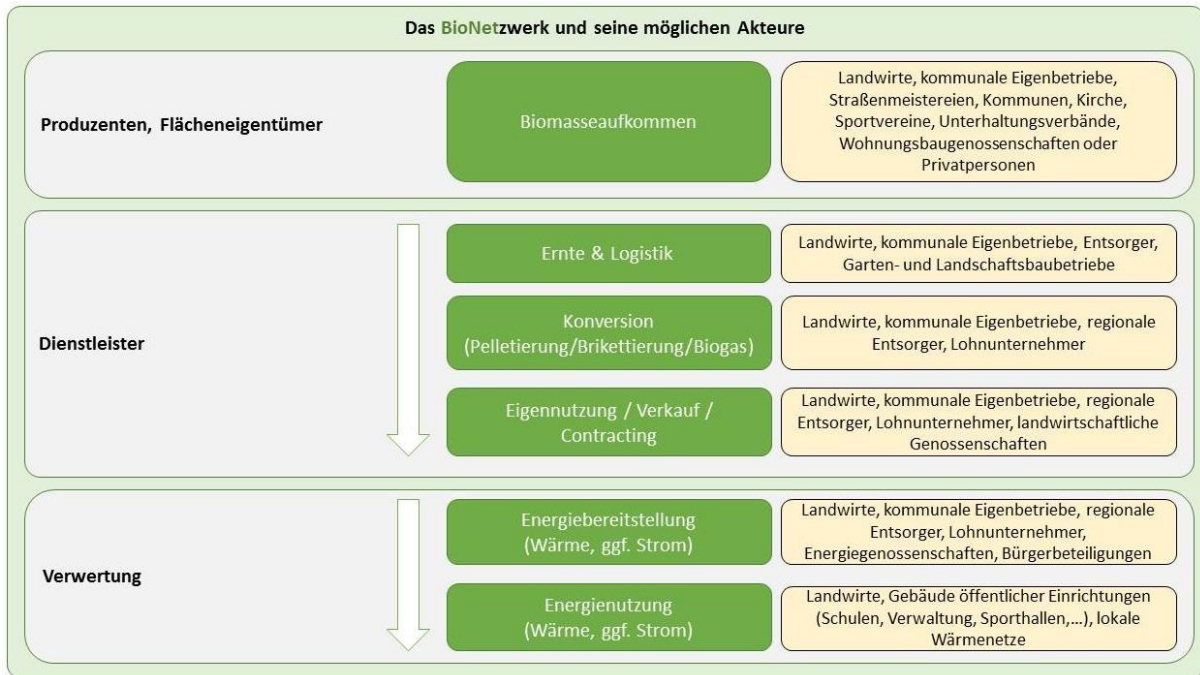 Das BioNetzwerk und seine möglichen Akteure
Produzenten, Flächeneigentümer
Biomasseaufkommen
Landwirte, kommunale Eigenbetriebe,
Straßenmeistereien, Kommunen, Kirche,
Sportvereine, Unterhaltungsverbände,
Wohnungsbaugenossenschaften oder
Privatpersonen
Dienstleister
Ernte & Logistik
Landwirte, kommunale Eigenbetriebe, Entsorger,
Garten- und Landschaftsbaubetriebe
Konversion
(Pelletierung/Brikettierung/Biogas)
Landwirte, kommunale Eigenbetriebe, regionale
Entsorger, Lohnunternehmer
Eigennutzung / Verkauf /
Contracting
Landwirte, kommunale Eigenbetriebe, regionale
Entsorger, Lohnunternehmer, landwirtschaftliche
Genossenschaften
Verwertung
Energiebereitstellung
(Wärme, ggf. Strom)
Landwirte, kommunale Eigenbetriebe, regionale
Entsorger, Lohnunternehmer,
Energiegenossenschaften, Bürgerbeteiligungen
Energienutzung
(Wärme, ggf. Strom)
Landwirte, Gebäude öffentlicher Einrichtungen
(Schulen, Verwaltung, Sporthallen,...), lokale
Wärmenetze